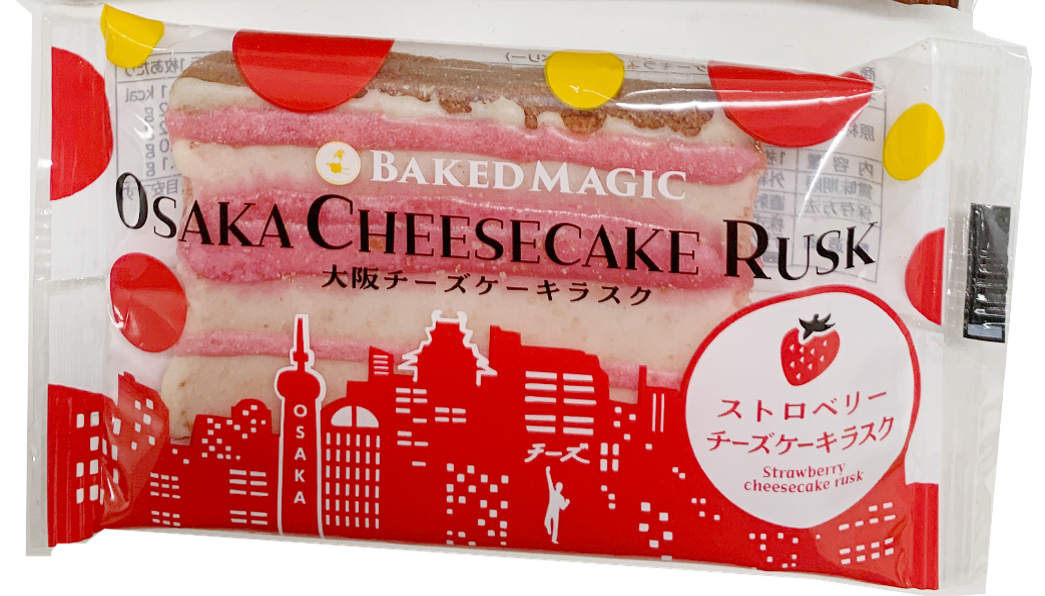 BAKED MAGIC
OSAKA CHEESECAKE RUSK
大阪チーズケーキラスク
OSAKA
チーズ
ストロベリー
チーズケーキラスク
Strawberry
cheesecake rusk